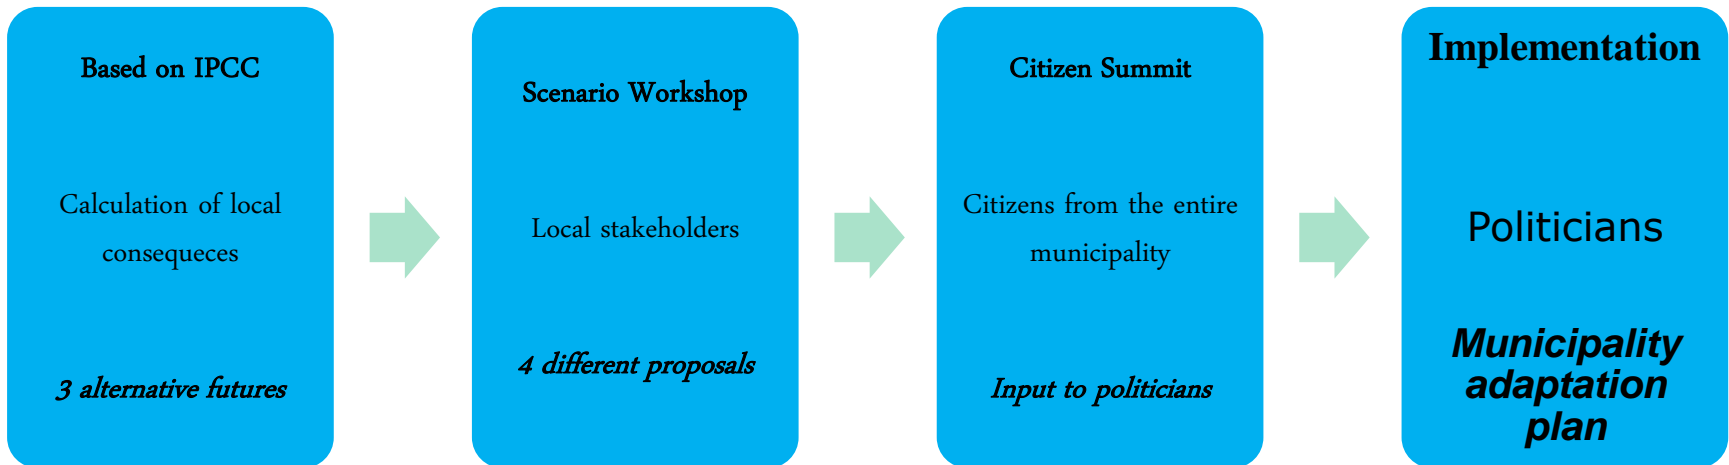 Based on IPCC
Calculation of local
consequeces
3 alternative futures
Scenario Workshop
Local stakeholders
4 different proposals
Citizen Summit
Citizens from the entire
municipality
Input to politicians
Implementation
Politicians
Municipality
adaptation
plan